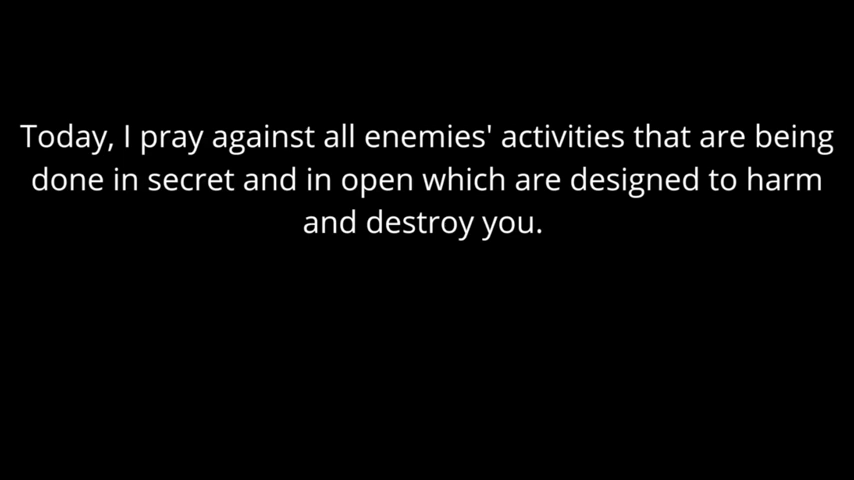 Today, I pray against all enemies' activities that are being
done in secret and in open which are designed to harm
and destroy you.